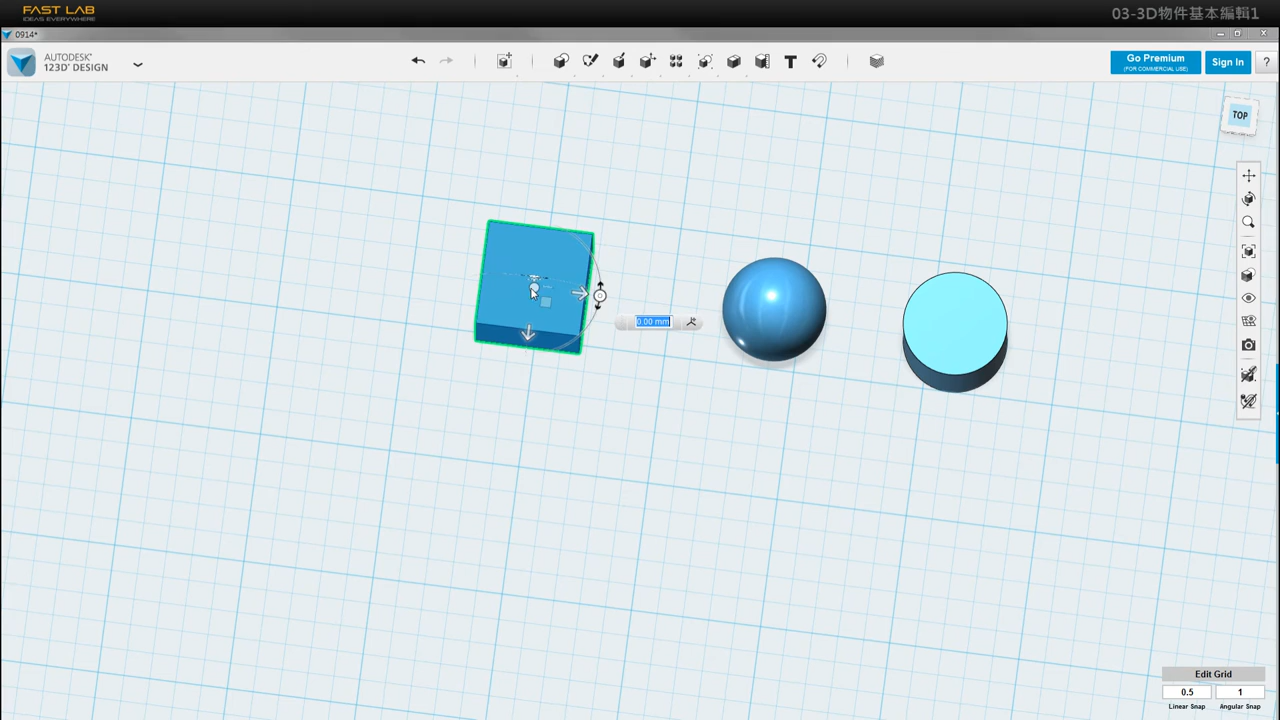 FAST LAB
IDEAS EVERYWHERE
03-3D物件基本編輯1
0914*
AUTODESK®
123D® DESIGN
T
Go Premium
(FOR COMMERCIAL USE)
Sign In
?
TOP
0.00 mm
Edit Grid
0.5
1
Linear Snap
Angular Snap